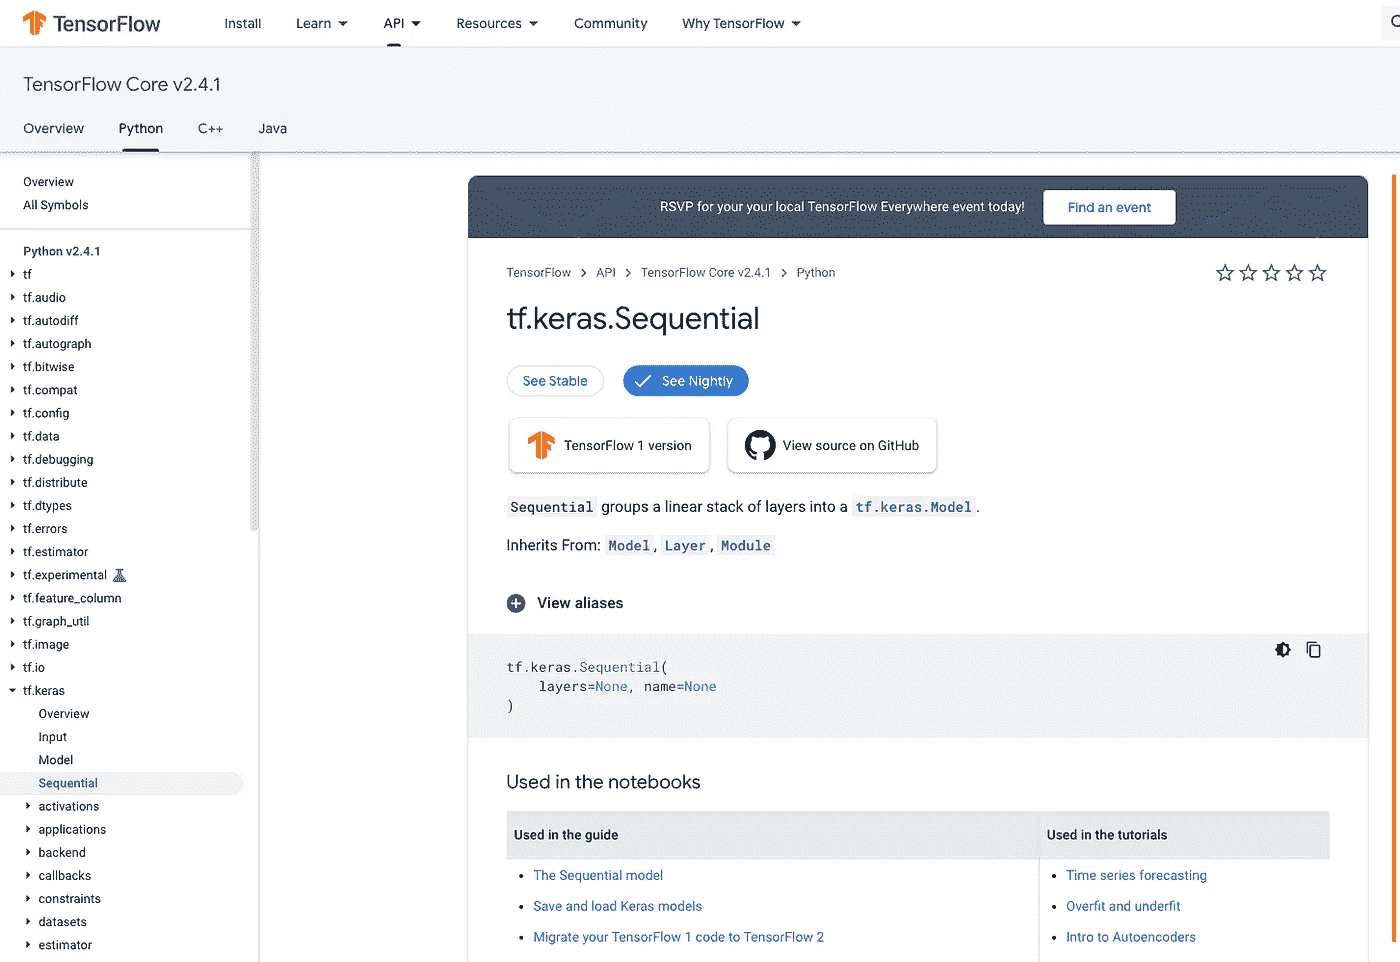 TensorFlow
Install
Learn
API
Resources
Community
Why TensorFlow
TensorFlow Core v2.4.1
Overview
Python
C++
Java
Overview
All Symbols
Python v2.4.1
tf
tf.audio
tf.autodiff
tf.autograph
tf.bitwise
tf.compat
tf.config
tf.data
tf.debugging
tf.distribute
tf.dtypes
tf.errors
tf.estimator
tf.experimental
tf.feature_column
tf.graph_util
tf.image
tf.io
tf.keras
Overview
Input
Model
Sequential
activations
applications
backend
callbacks
constraints
datasets
estimator
RSVP for your your local TensorFlow Everywhere event today!
Find an event
TensorFlow > API > TensorFlow Core v2.4.1 > Python
tf.keras.Sequential
See Stable
See Nightly
TensorFlow 1 version
View source on GitHub
Sequential groups a linear stack of layers into a tf.keras.Model.
Inherits From: Model, Layer, Module
View aliases
tf.keras.Sequential(
layers=None, name=None
)
Used in the notebooks
Used in the guide
Used in the tutorials
• The Sequential model
• Save and load Keras models
• Migrate your TensorFlow 1 code to TensorFlow 2
• Time series forecasting
• Overfit and underfit
• Intro to Autoencoders